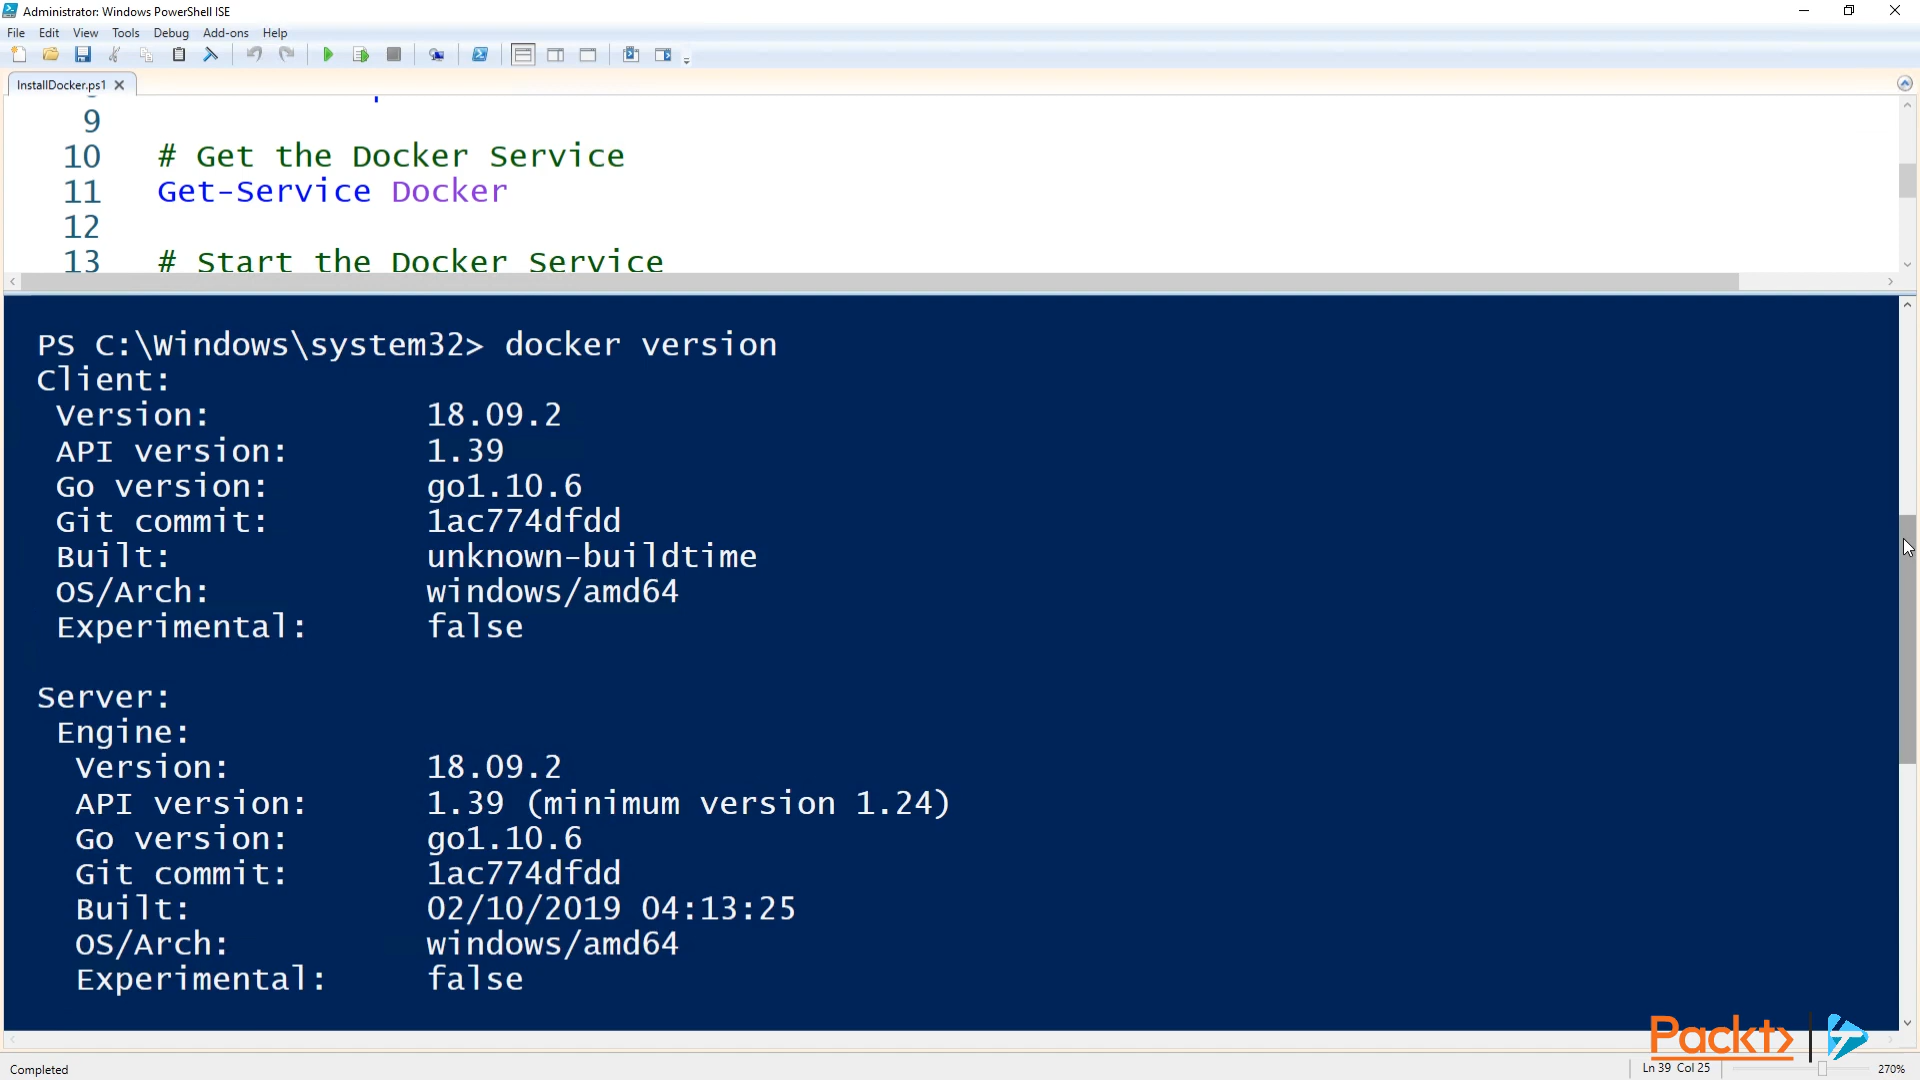 Administrator: Windows PowerShell ISE
File Edit View Tools Debug Add-ons Help
InstallDocker.ps1
9
10 # Get the Docker Service
11 Get-Service Docker
12
13 # Start the Docker Service
PS C:\Windows\system32> docker version
Client:
Version: 18.09.2
API version: 1.39
Go version: go1.10.6
Git commit: 1ac774dfdd
Built: unknown-buildtime
OS/Arch: windows/amd64
Experimental: false
Server:
Engine:
Version: 18.09.2
API version: 1.39 (minimum version 1.24)
Go version: go1.10.6
Git commit: 1ac774dfdd
Built: 02/10/2019 04:13:25
OS/Arch: windows/amd64
Experimental: false
Packt>
Completed
Ln 39 Col 25
270%